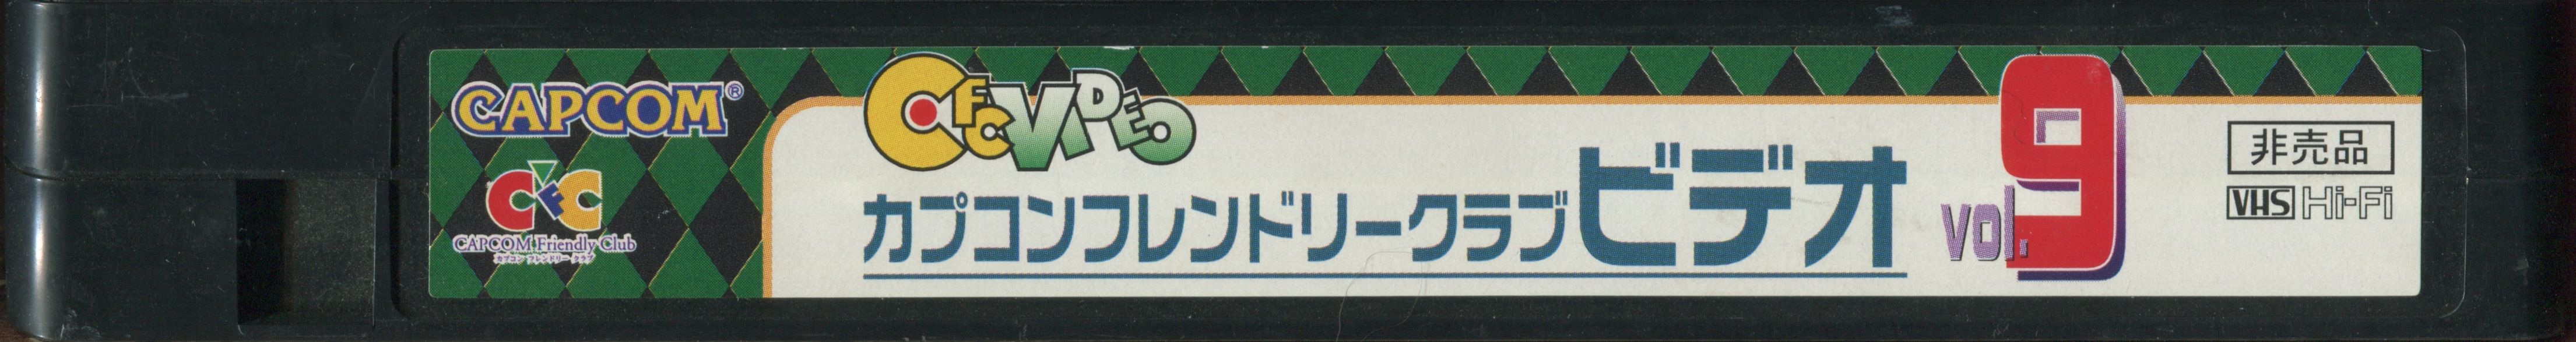 CAPCOM®
CFC
CAPCOM Friendly Club
カプコン フレンドリークラブ
CFC VIDEO
カプコンフレンドリークラブビデオ
vol.9
非売品
VHS Hi-Fi